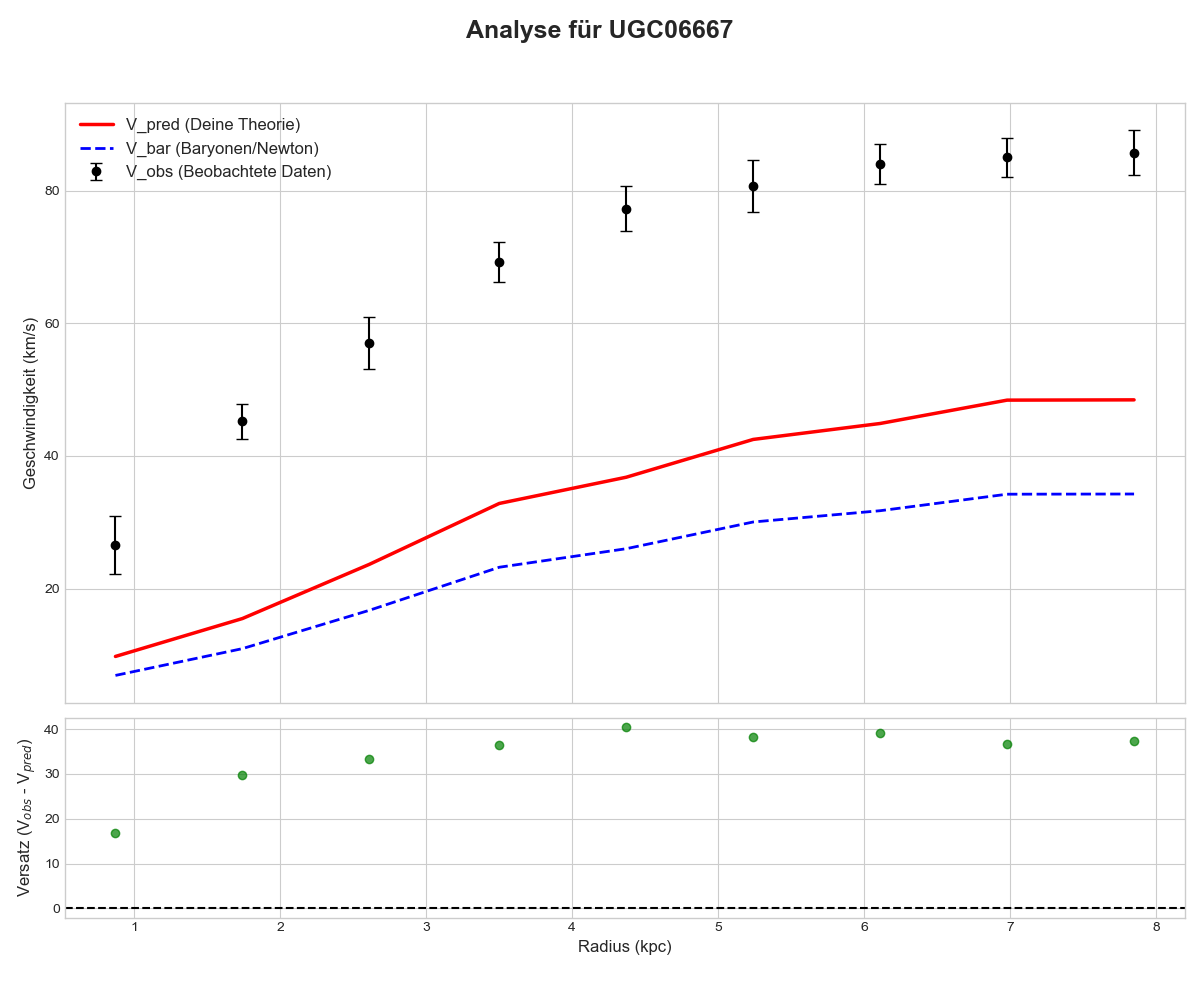 Analyse für UGC06667
V_pred (Deine Theorie)
V_bar (Baryonen/Newton)
V_obs (Beobachtete Daten)
Geschwindigkeit (km/s)
80
60
40
20
Versatz (V_obs - V_pred)
40
30
20
10
0
1 2 3 4 5 6 7 8
Radius (kpc)